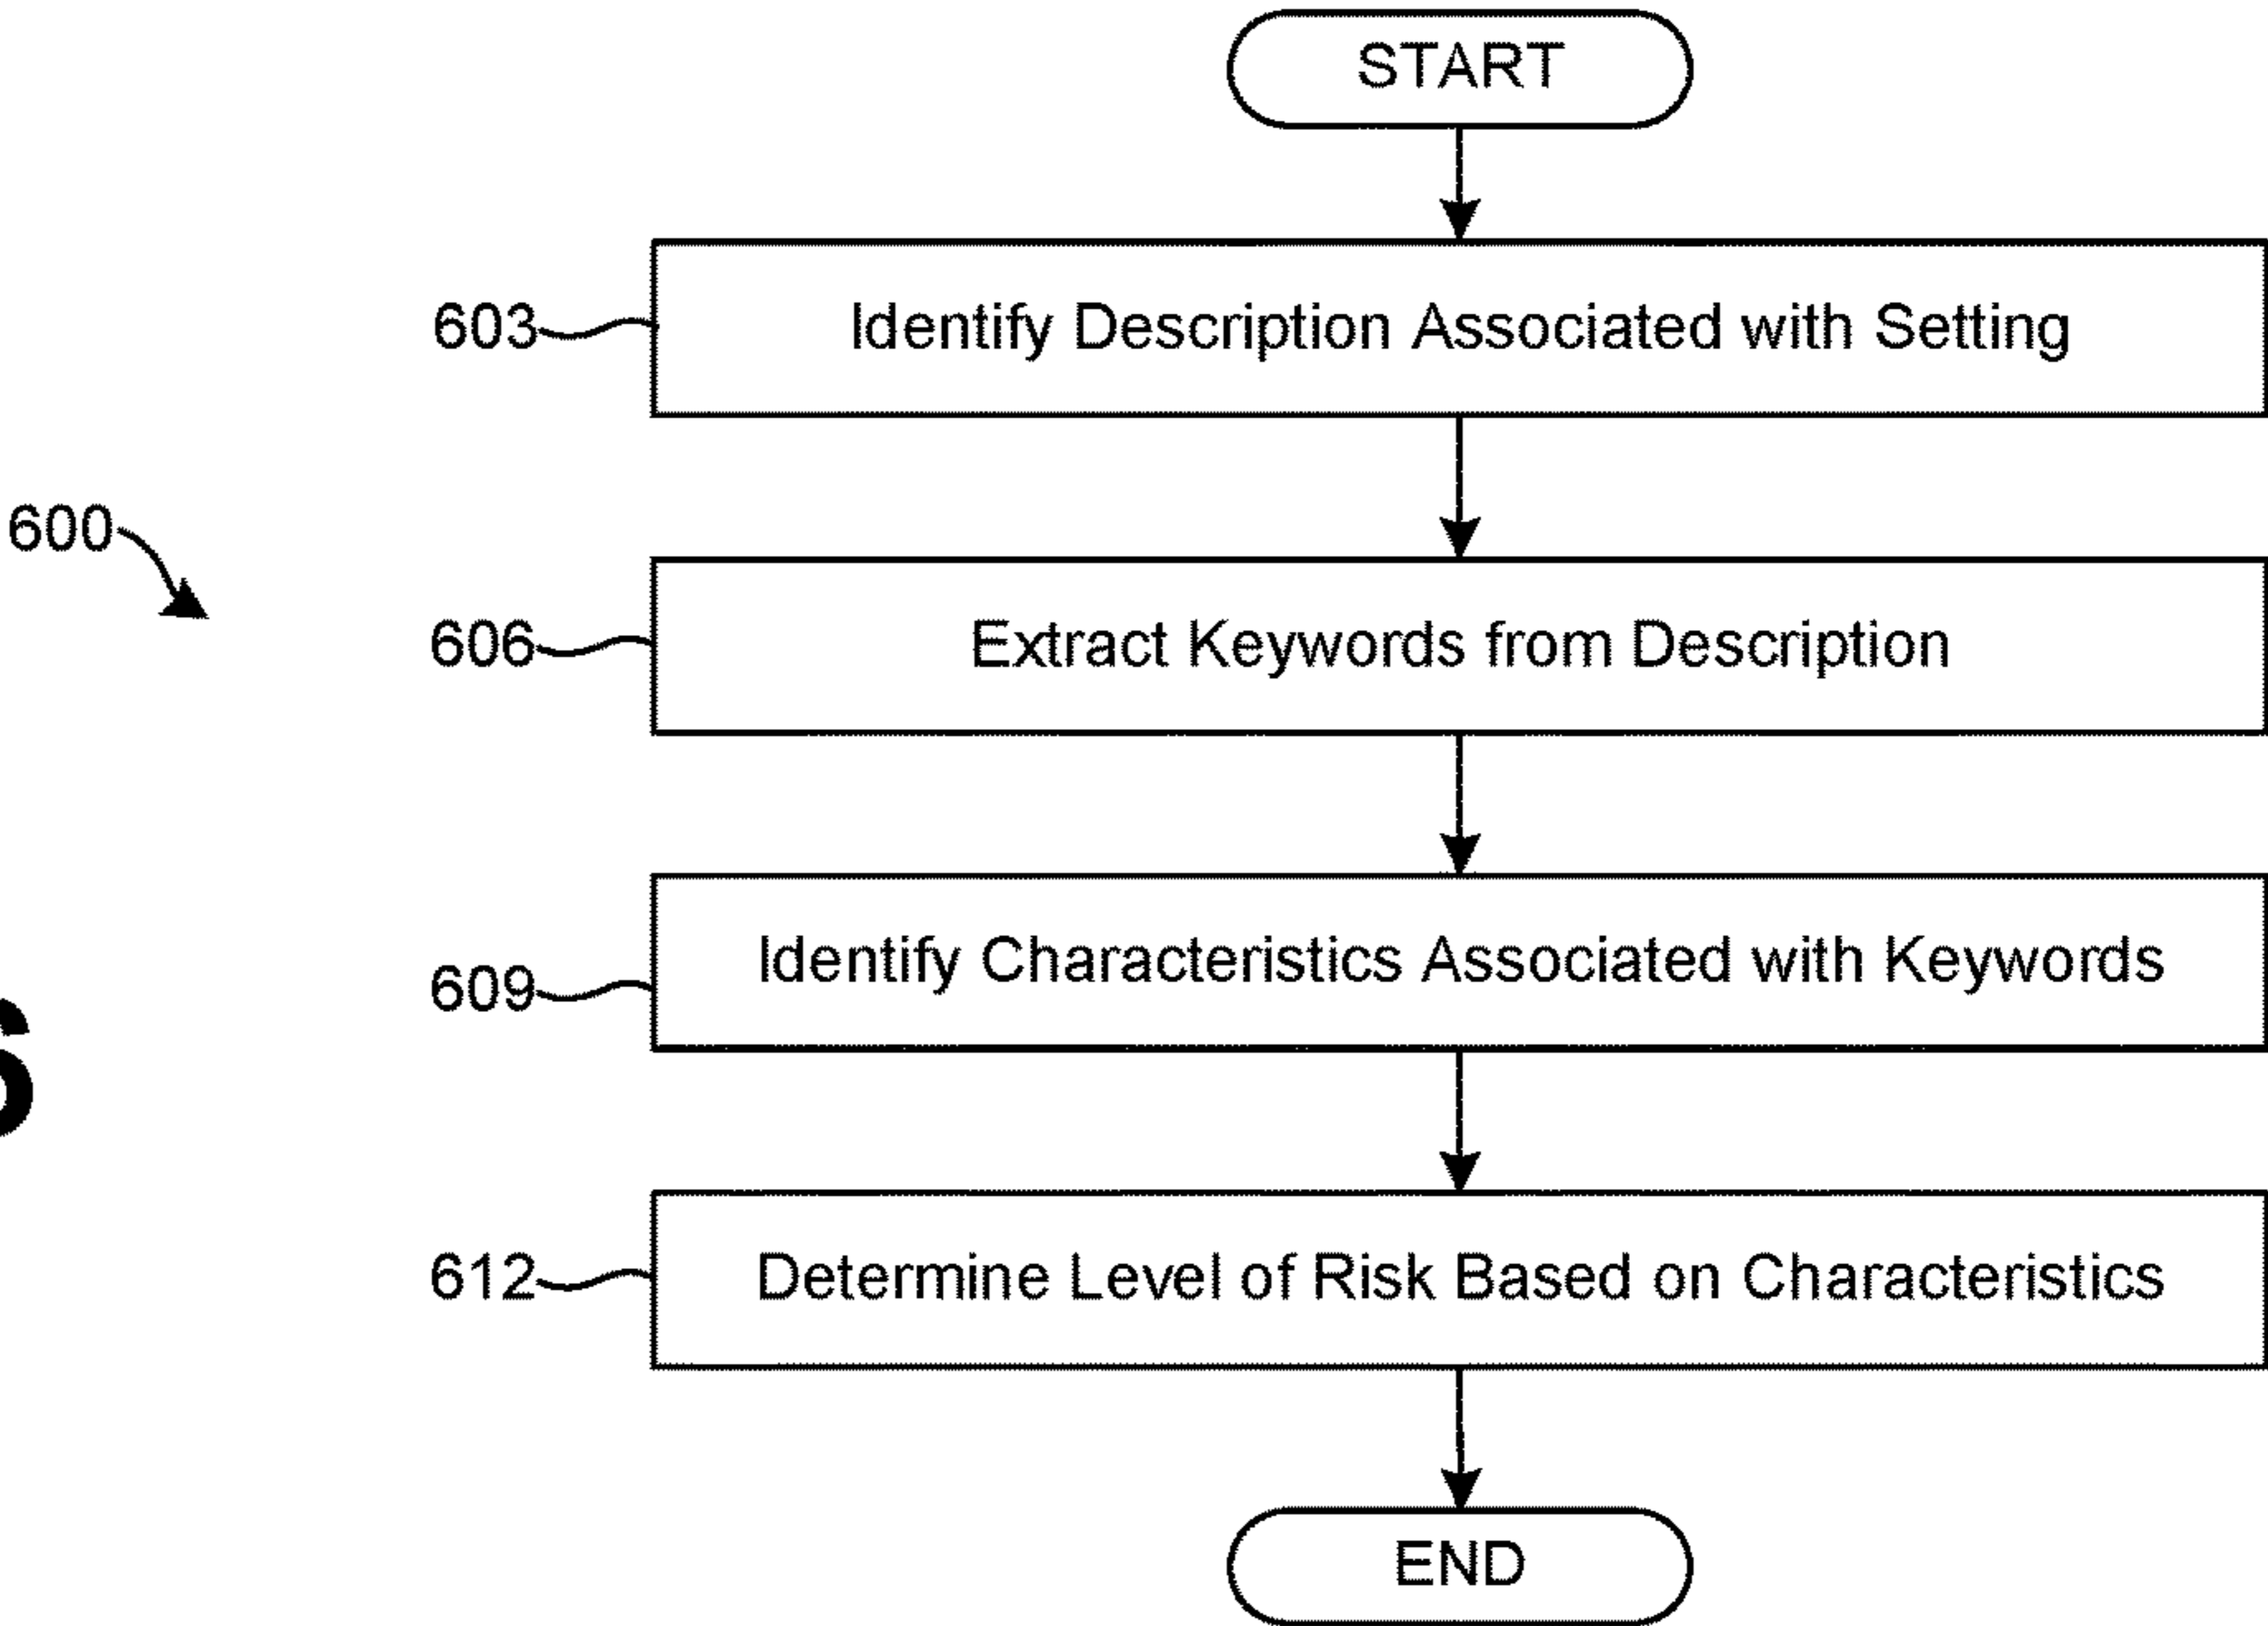 START
603
Identify Description Associated with Setting
600
606
Extract Keywords from Description
609
Identify Characteristics Associated with Keywords
612
Determine Level of Risk Based on Characteristics
END